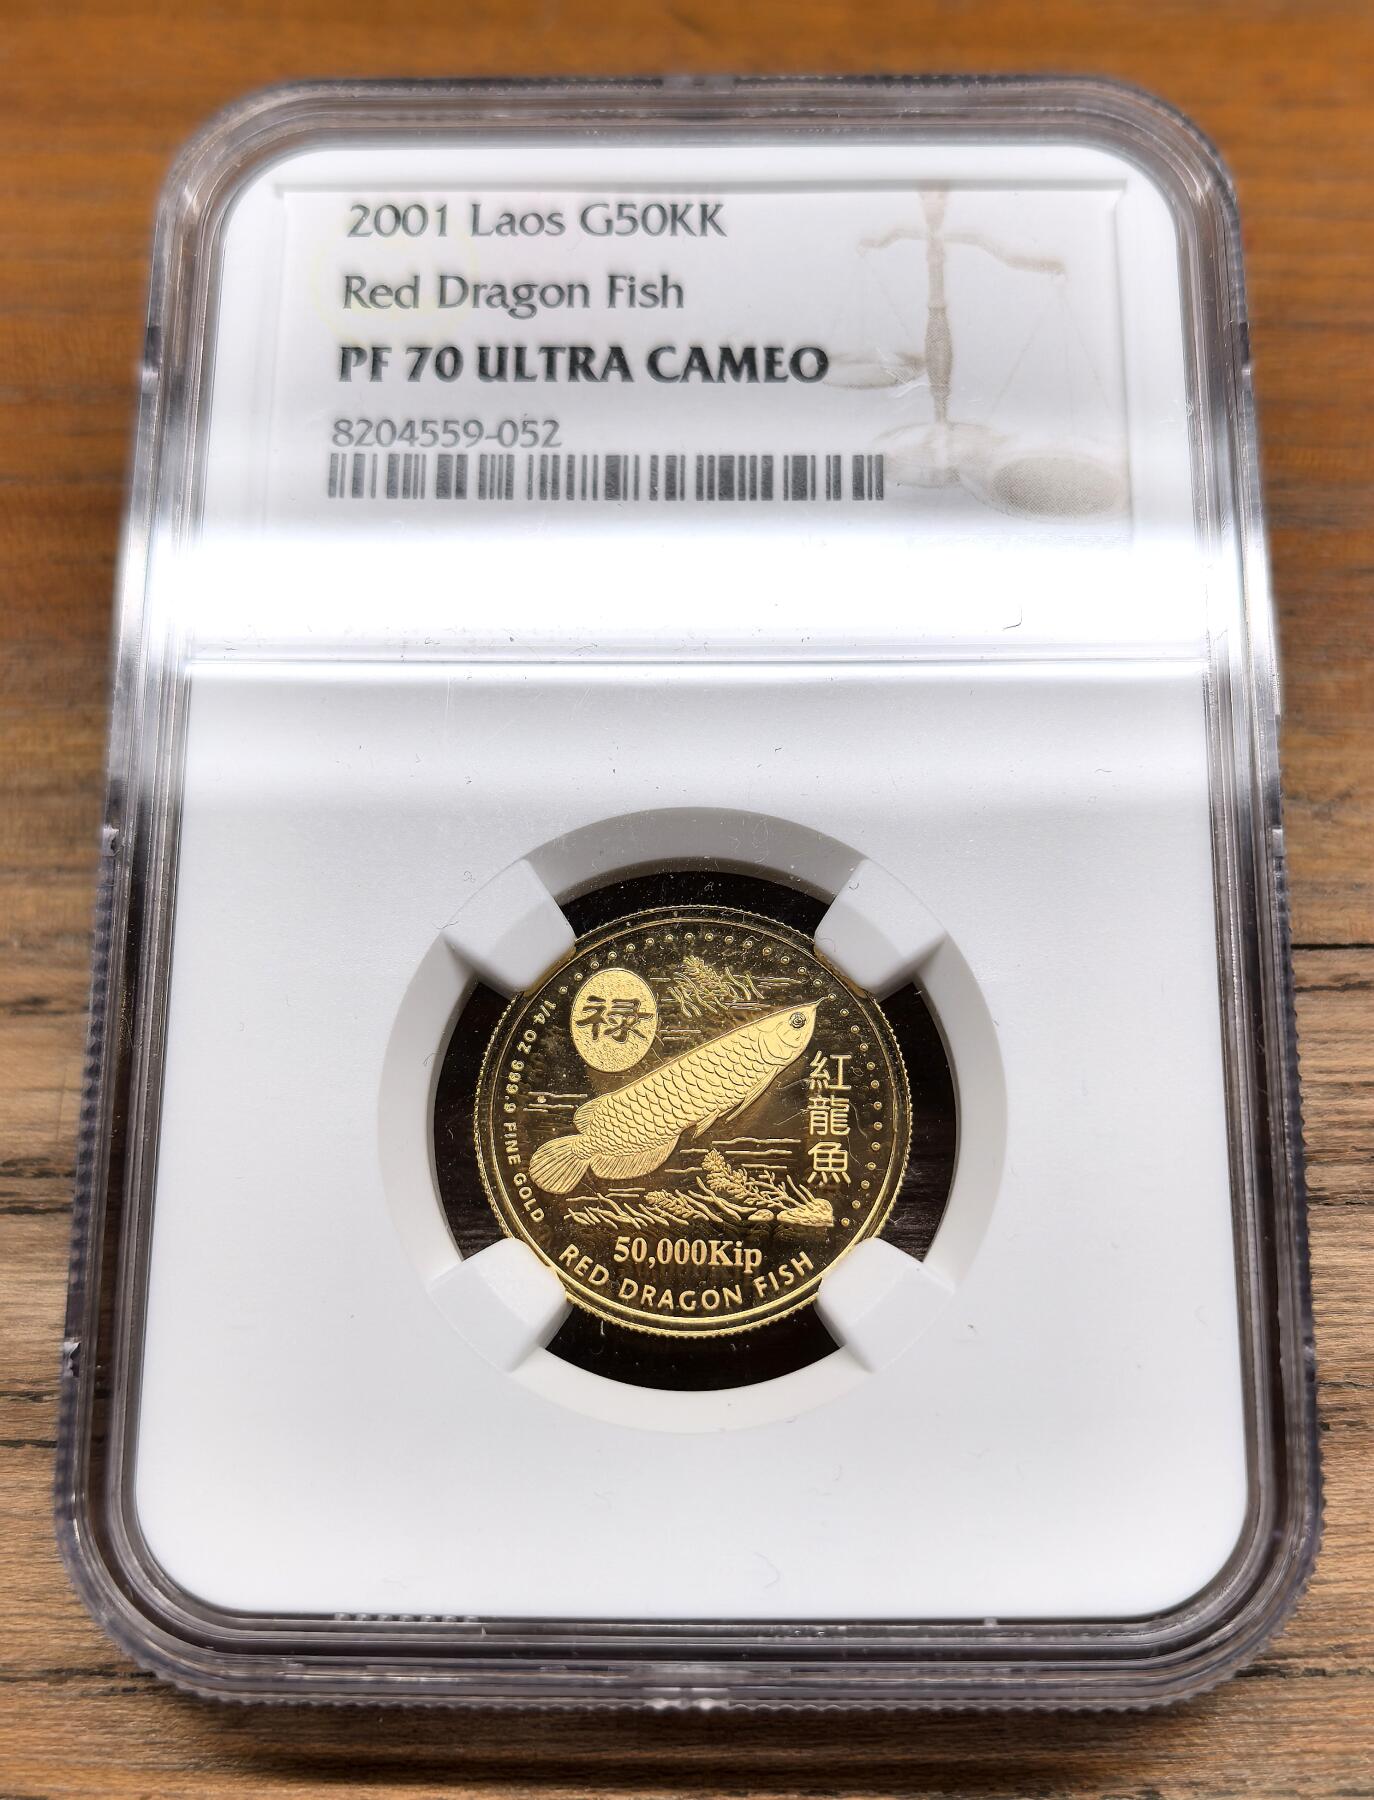 2001 Laos G50KK
Red Dragon Fish
PF 70 ULTRA CAMEO
8204559-052
禄
1/4 OZ 999.9 FINE GOLD
紅龍魚
50,000Kip
RED DRAGON FISH